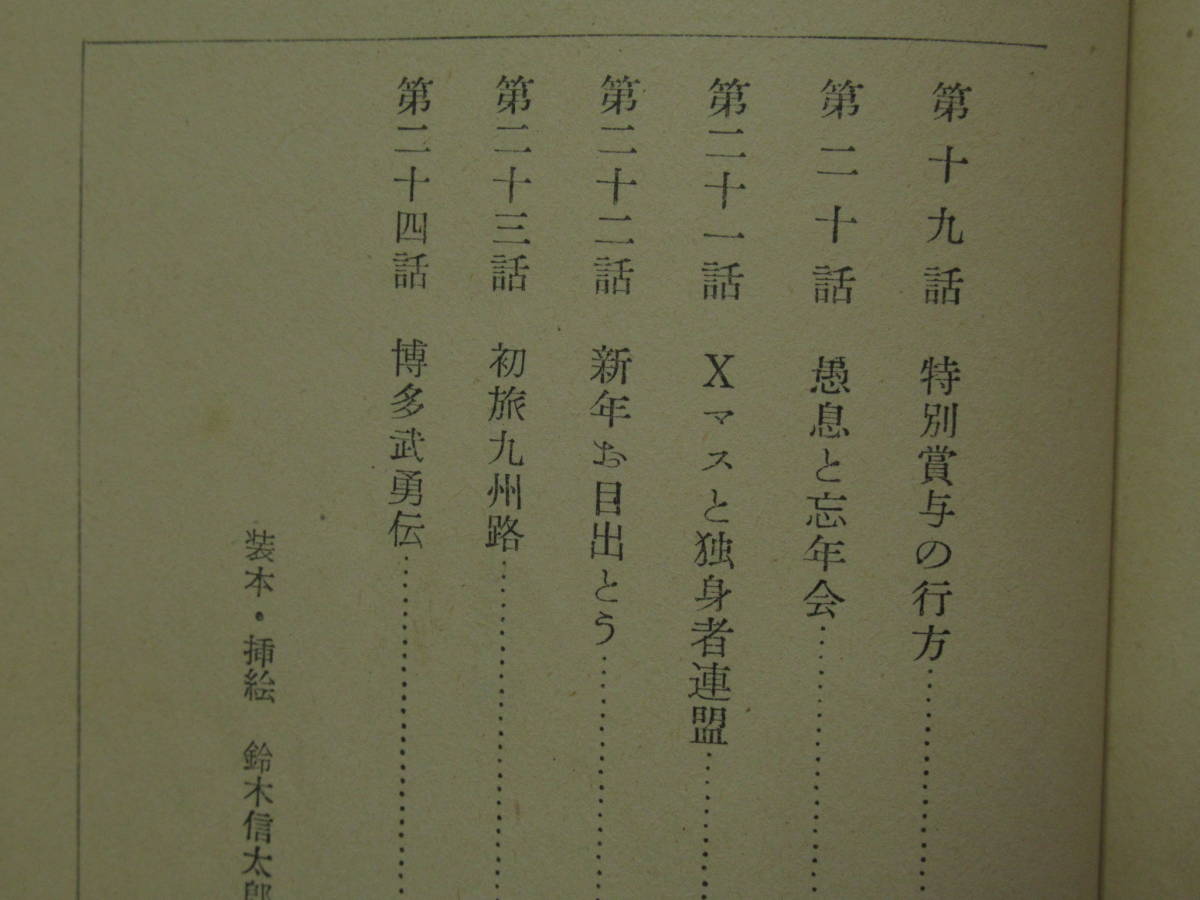 第十九話 特別賞与の行方……………
第二十話 愚息と忘年会……………
第二十一話 Xマスと独身者連盟……………
第二十二話 新年お目出とう……………
第二十三話 初旅九州路……………
第二十四話 博多武勇伝……………
装本・挿絵 鈴木信太郎